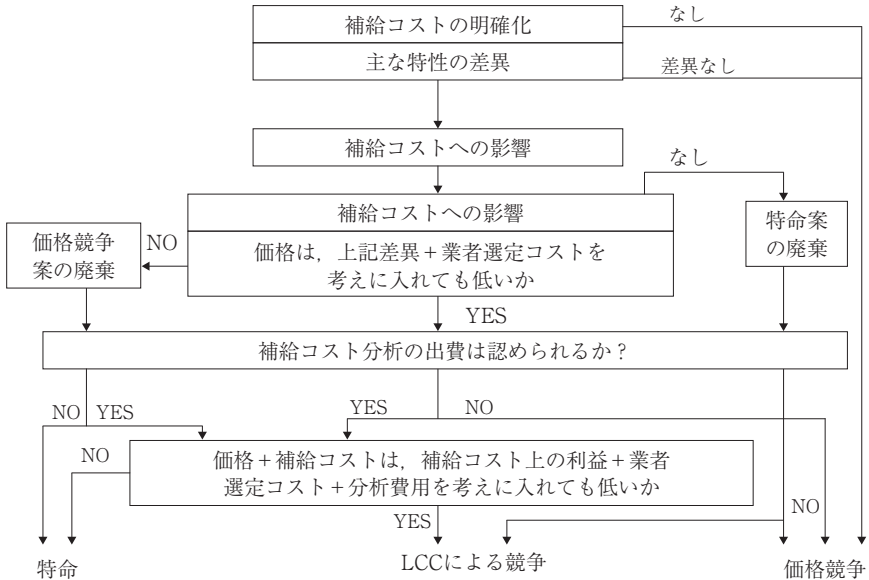 補給コストの明確化
なし
主な特性の差異
差異なし
補給コストへの影響
なし
補給コストへの影響
特命案
の廃棄
価格競争
案の廃棄
NO
価格は，上記差異＋業者選定コストを
考えに入れても低いか
YES
補給コスト分析の出費は認められるか？
NO
YES
YES
NO
NO
価格＋補給コストは，補給コスト上の利益＋業者
選定コスト＋分析費用を考えに入れても低いか
YES
NO
特命
LCCによる競争
価格競争